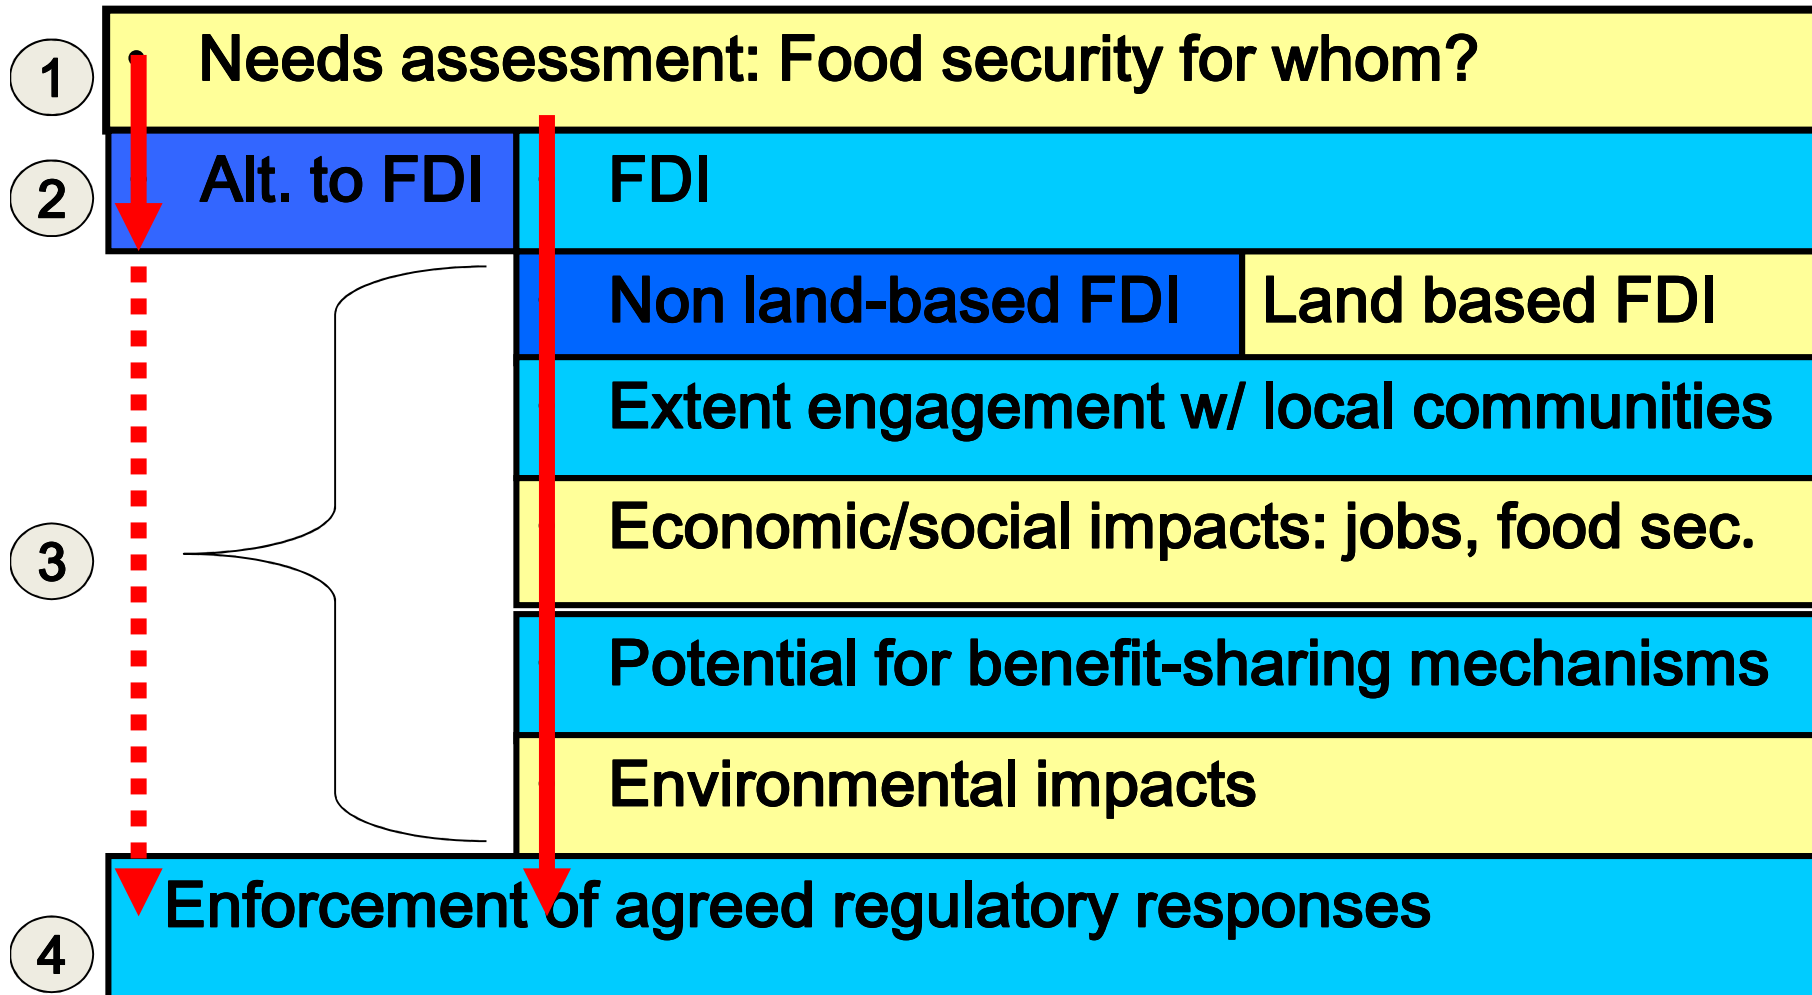 1
Needs assessment: Food security for whom?
2
Alt. to FDI
FDI
Non land-based FDI
Land based FDI
Extent engagement w/ local communities
3
Economic/social impacts: jobs, food sec.
Potential for benefit-sharing mechanisms
Environmental impacts
Enforcement of agreed regulatory responses
4